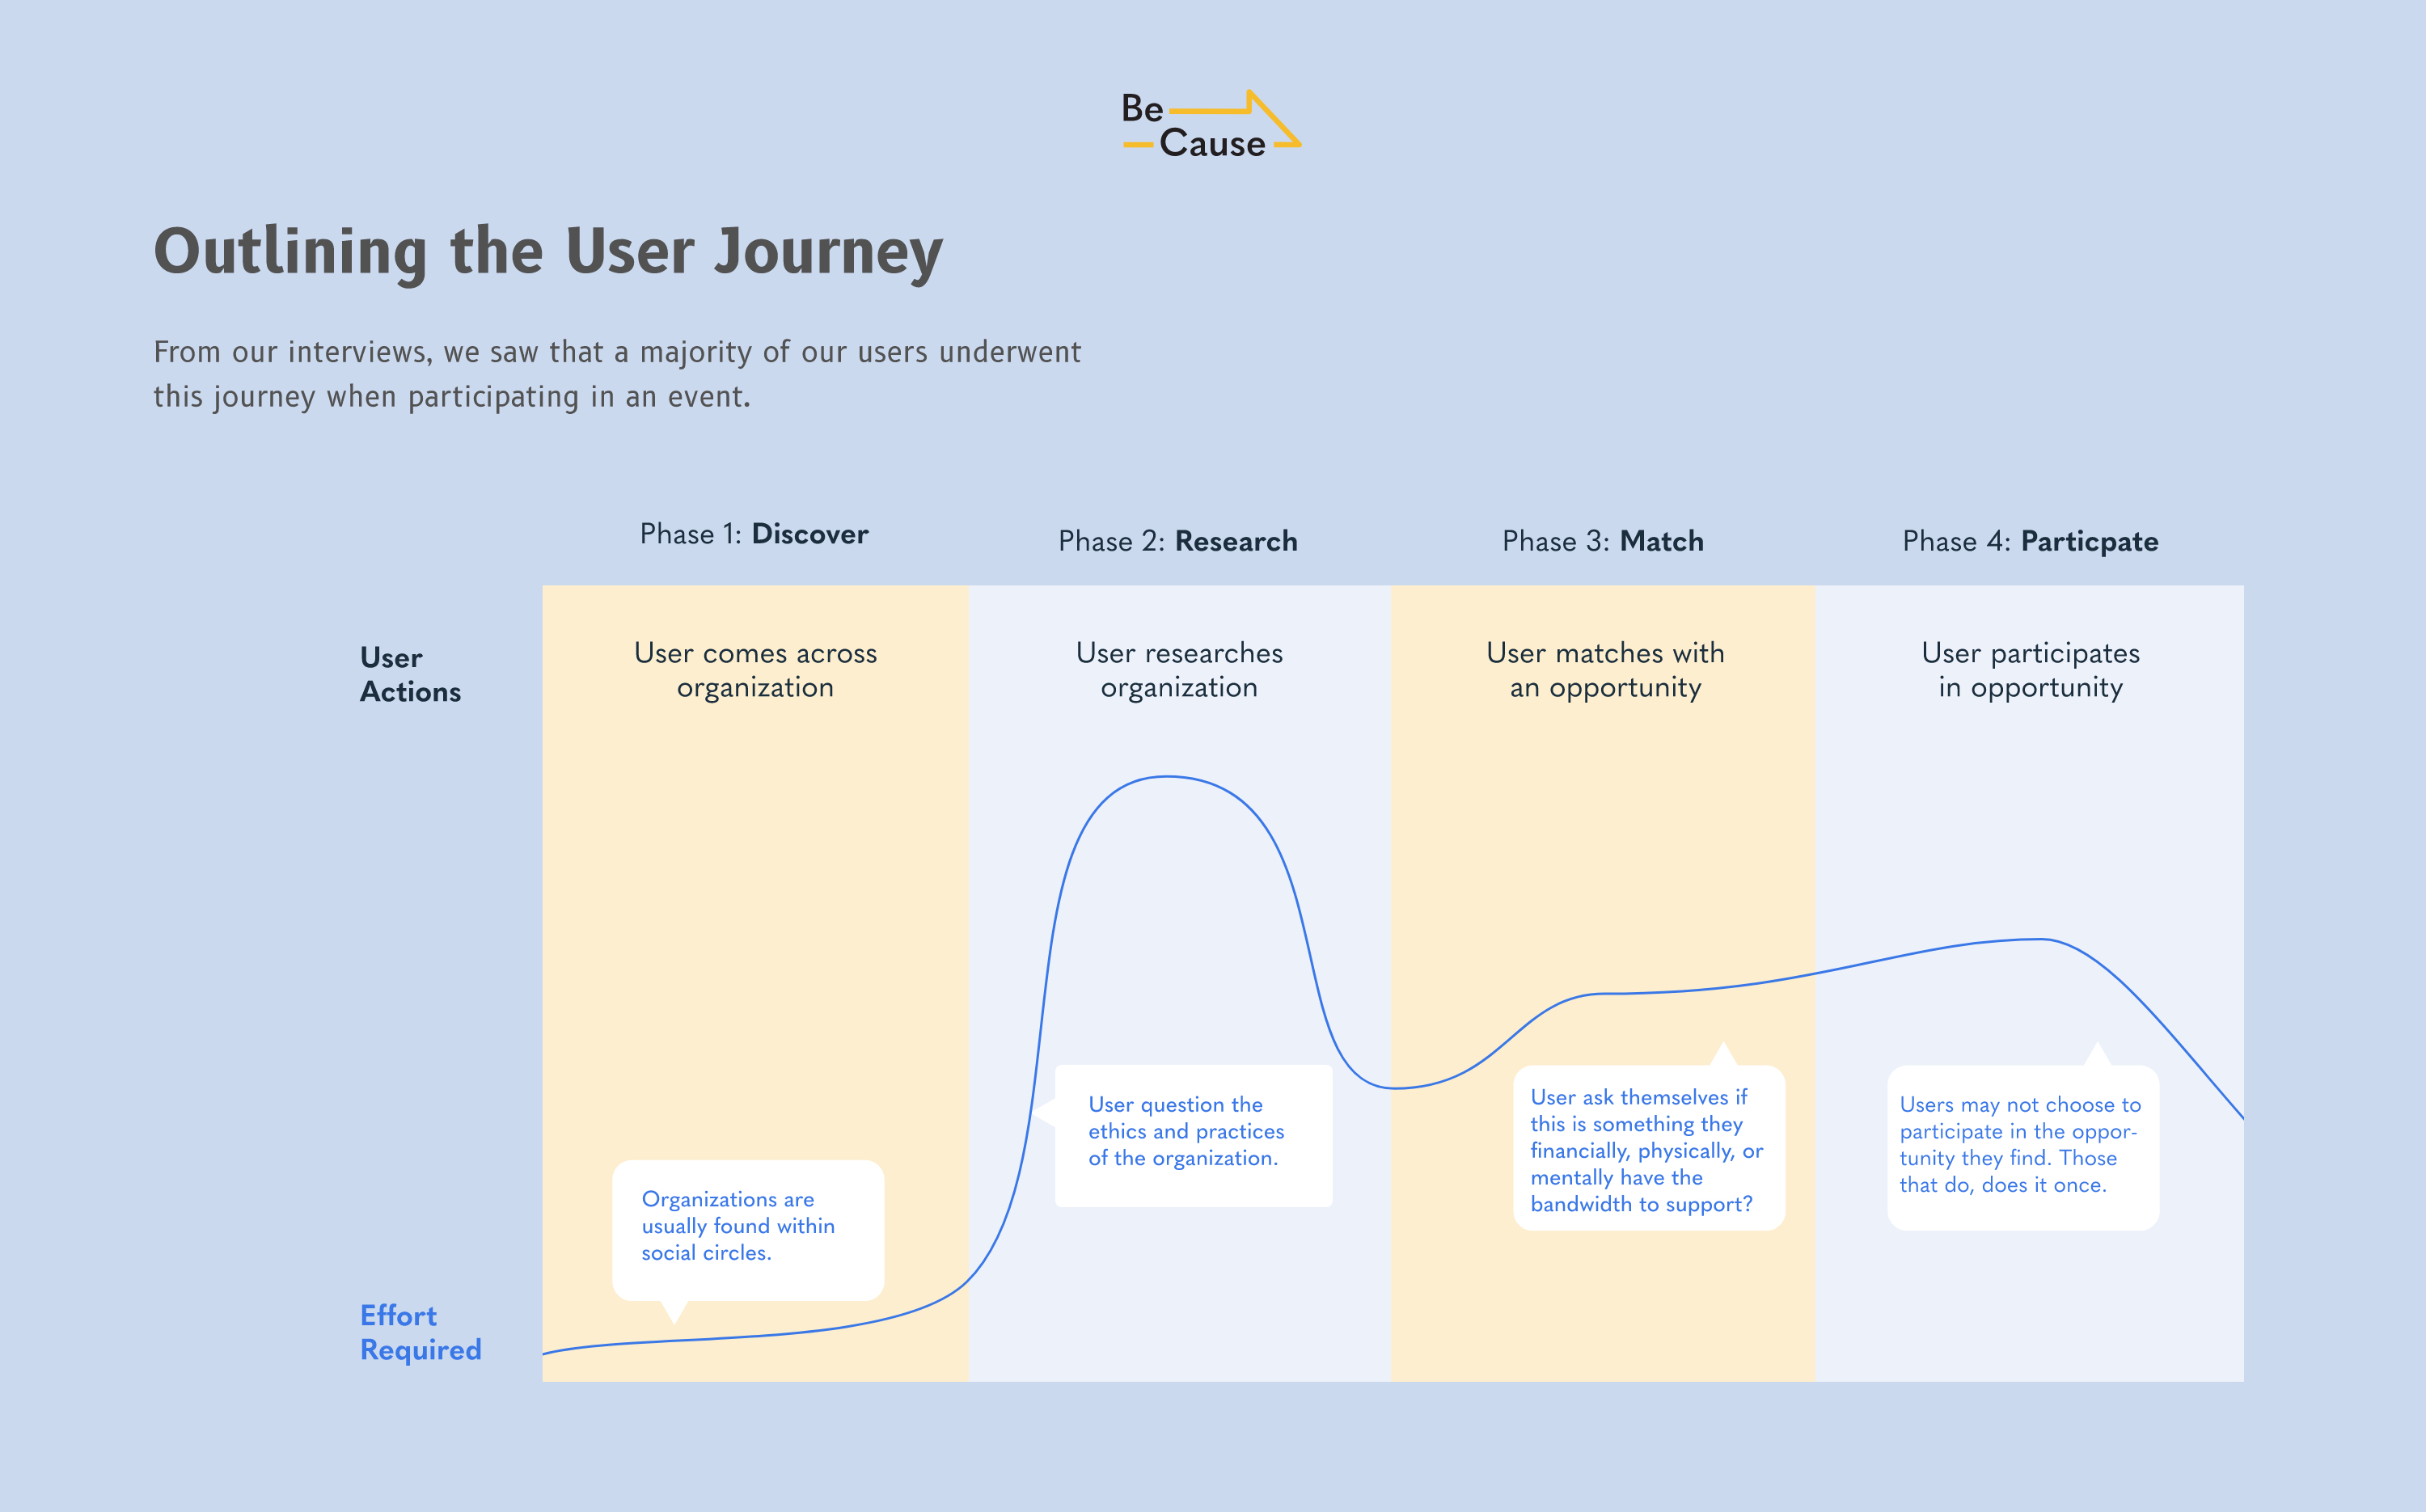 Be
Cause
Outlining the User Journey
From our interviews, we saw that a majority of our users underwent
this journey when participating in an event.
Phase 1: Discover
Phase 2: Research
Phase 3: Match
Phase 4: Particpate
User
Actions
User comes across
organization
User researches
organization
User matches with
an opportunity
User participates
in opportunity
Organizations are
usually found within
social circles.
User question the
ethics and practices
of the organization.
User ask themselves if
this is something they
financially, physically, or
mentally have the
bandwidth to support?
Users may not choose to
participate in the oppor-
tunity they find. Those
that do, does it once.
Effort
Required